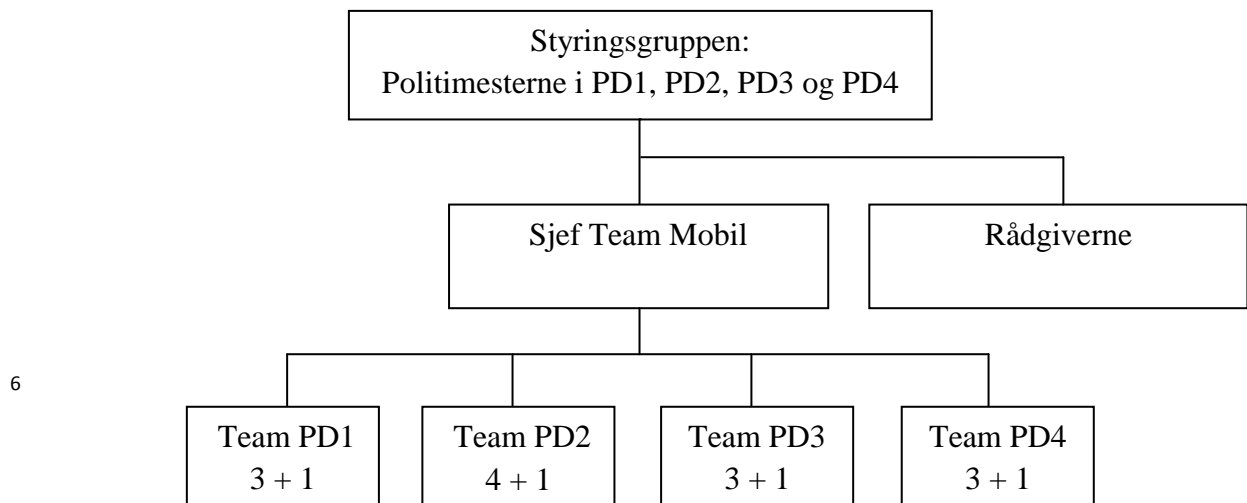 Styringsgruppen:
Politimesterne i PD1, PD2, PD3 og PD4
Sjef Team Mobil
Rådgiverne
6
Team PD1
3 + 1
Team PD2
4 + 1
Team PD3
3 + 1
Team PD4
3 + 1